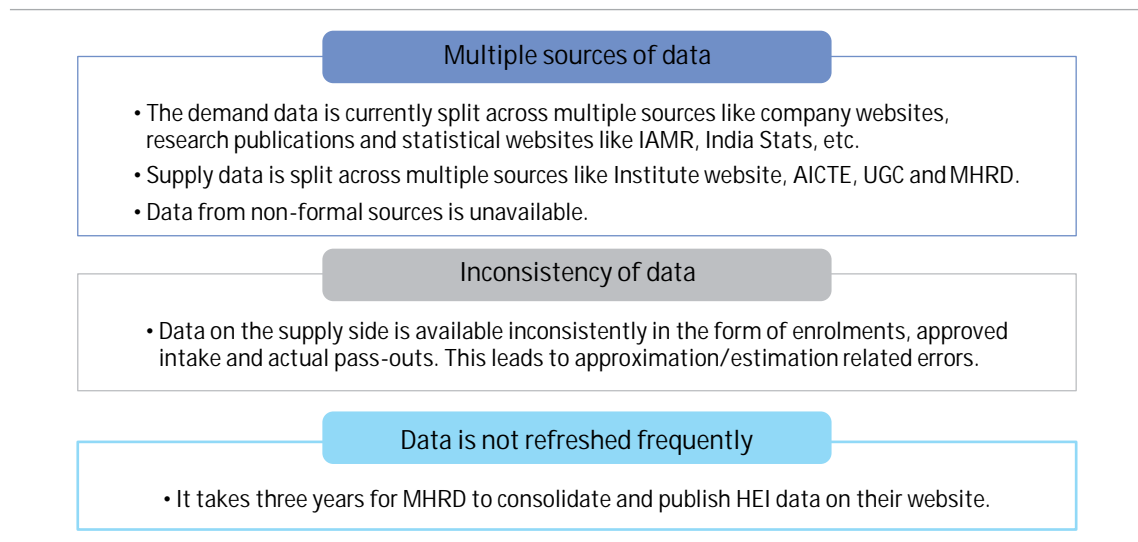 Multiple sources of data
• The demand data is currently split across multiple sources like company websites,
research publications and statistical websites like IAMR, India Stats, etc.
• Supply data is split across multiple sources like Institute website, AICTE, UGC and MHRD.
• Data from non-formal sources is unavailable.
Inconsistency of data
• Data on the supply side is available inconsistently in the form of enrolments, approved
intake and actual pass-outs. This leads to approximation/estimation related errors.
Data is not refreshed frequently
• It takes three years for MHRD to consolidate and publish HEI data on their website.